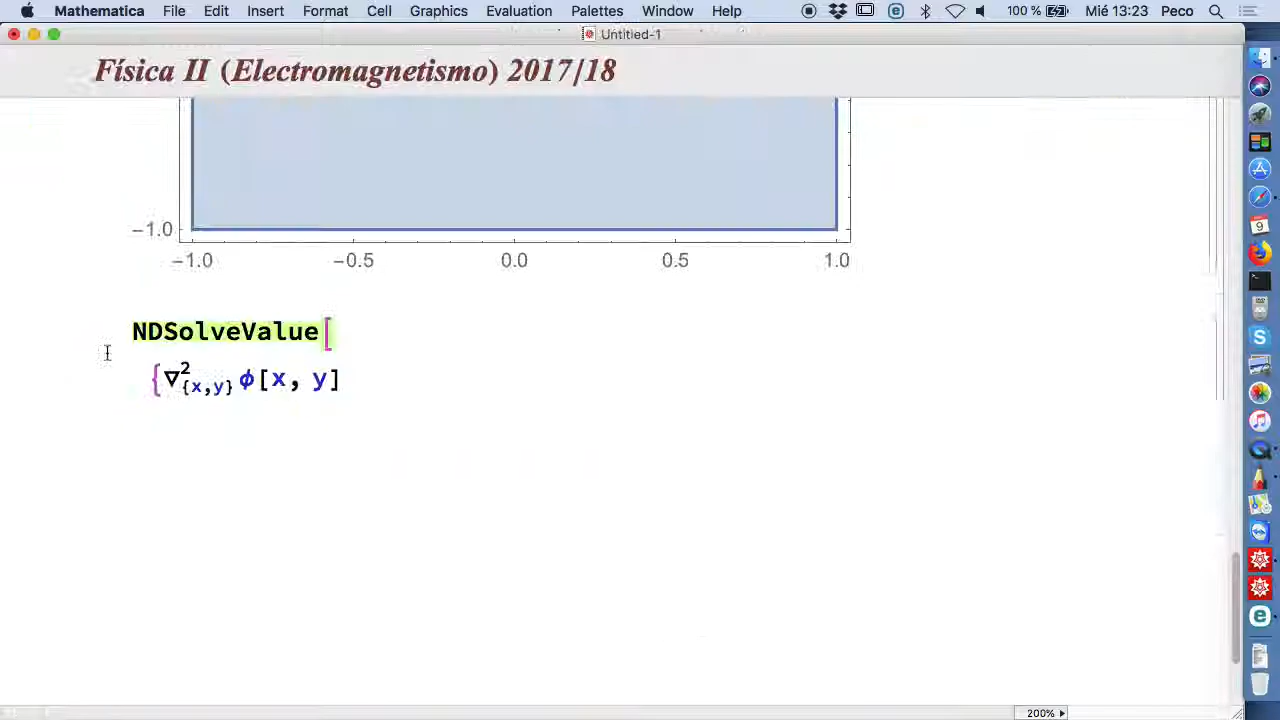 Mathematica File Edit Insert Format Cell Graphics Evaluation Palettes Window Help 100 % Mié 13:23 Peco
Untitled-1
Física II (Electromagnetismo) 2017/18
-1.0
-1.0 -0.5 0.0 0.5 1.0
NDSolveValue[
{∇²{x,y} ϕ[x, y]
200%